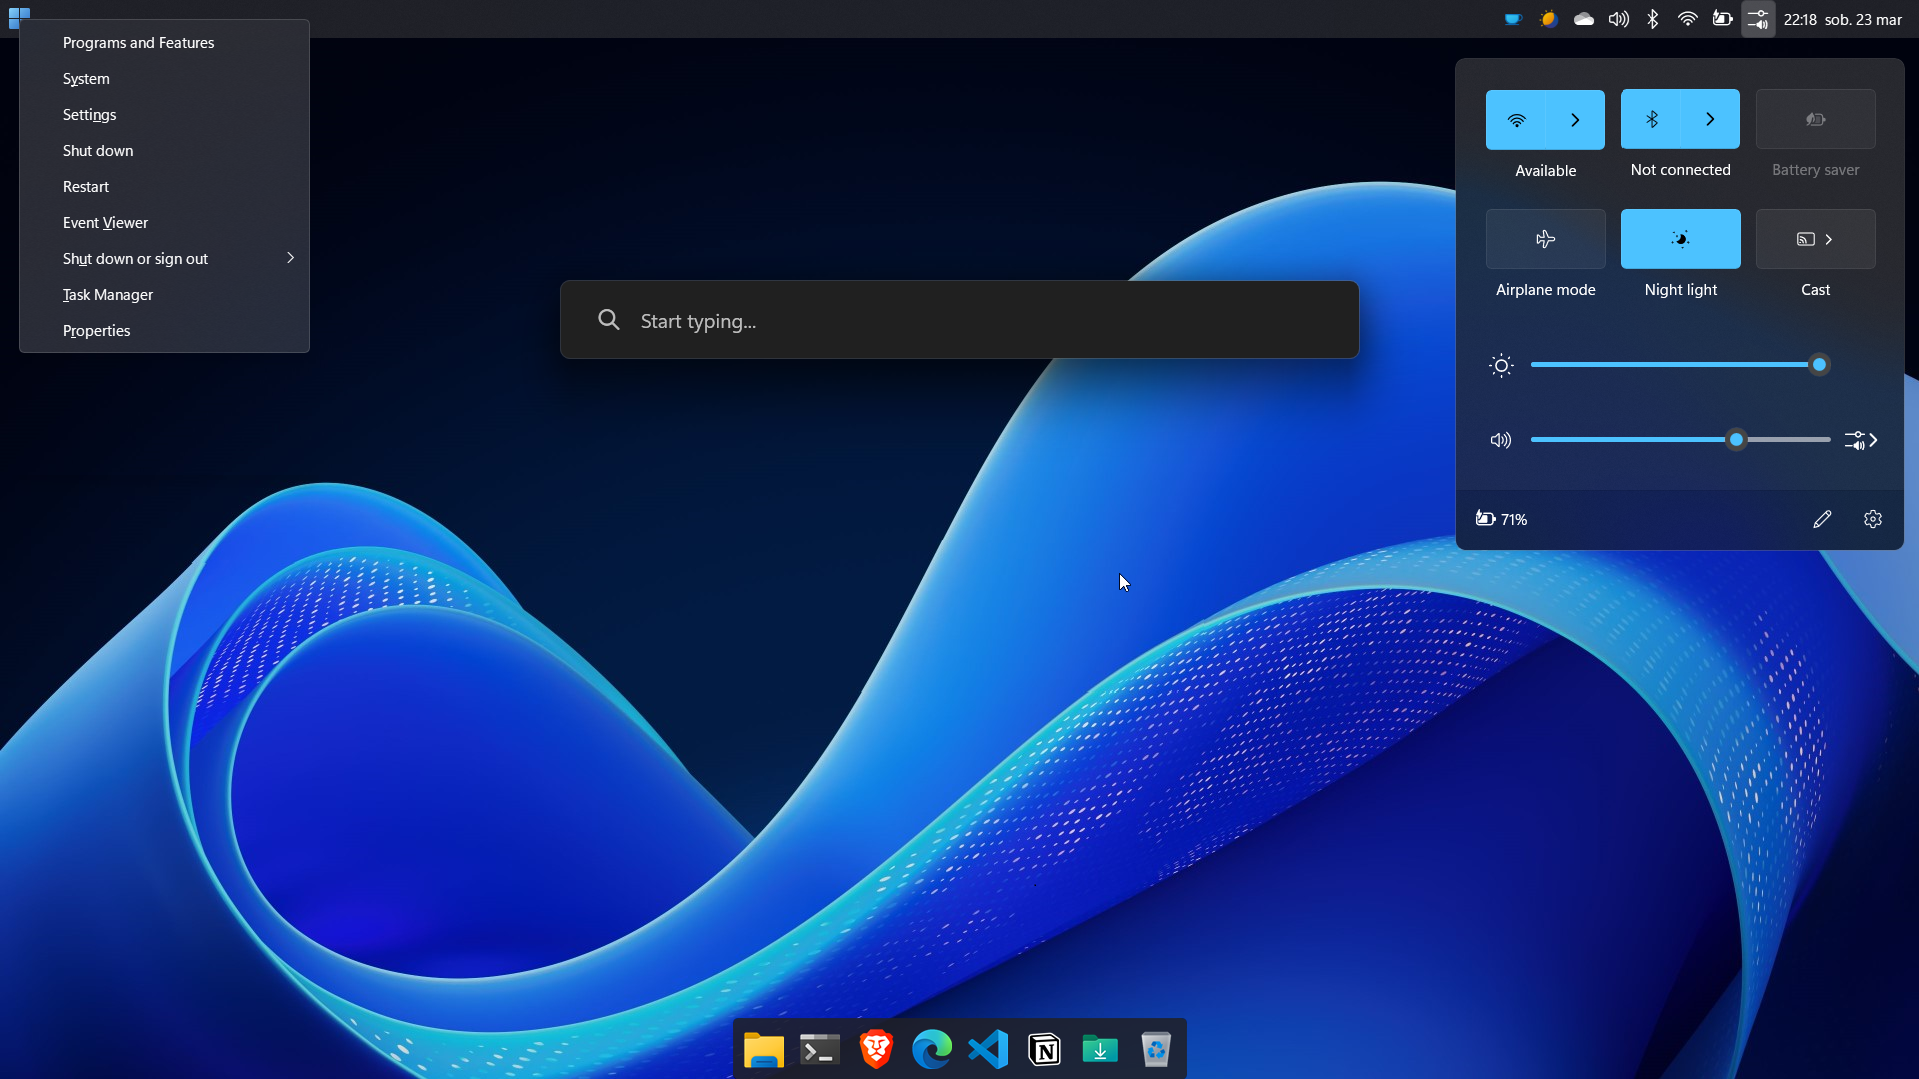 22:18 sob. 23 mar
Programs and Features
System
Settings
Shut down
Restart
Event Viewer
Shut down or sign out
Task Manager
Properties
Start typing...
Available
Not connected
Battery saver
Airplane mode
Night light
Cast
71%
N